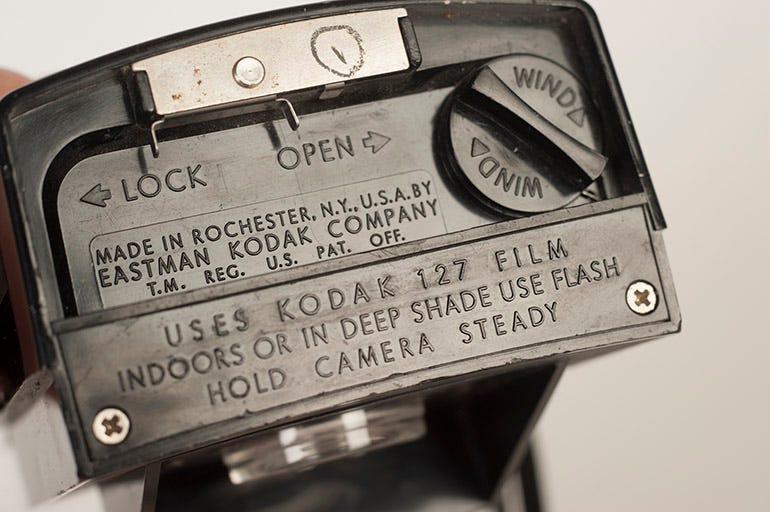 WIND
WIND
LOCK
OPEN
MADE IN ROCHESTER, N.Y., U.S.A. BY
EASTMAN KODAK COMPANY
T.M. REG. U.S. PAT. OFF.
USES KODAK 127 FILM
INDOORS OR IN DEEP SHADE USE FLASH
HOLD CAMERA STEADY